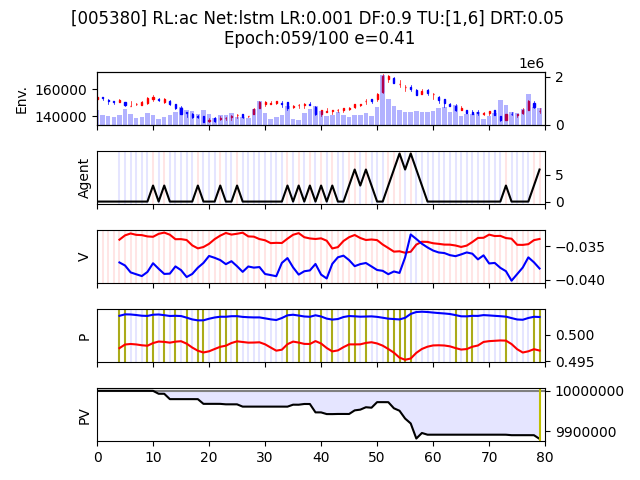 [005380] RL:ac Net:lstm LR:0.001 DF:0.9 TU:[1,6] DRT:0.05
Epoch:059/100 e=0.41
1e6
Env.
160000
140000
2
0
Agent
5
0
V
−0.035
−0.040
P
0.500
0.495
PV
10000000
9900000
0 10 20 30 40 50 60 70 80